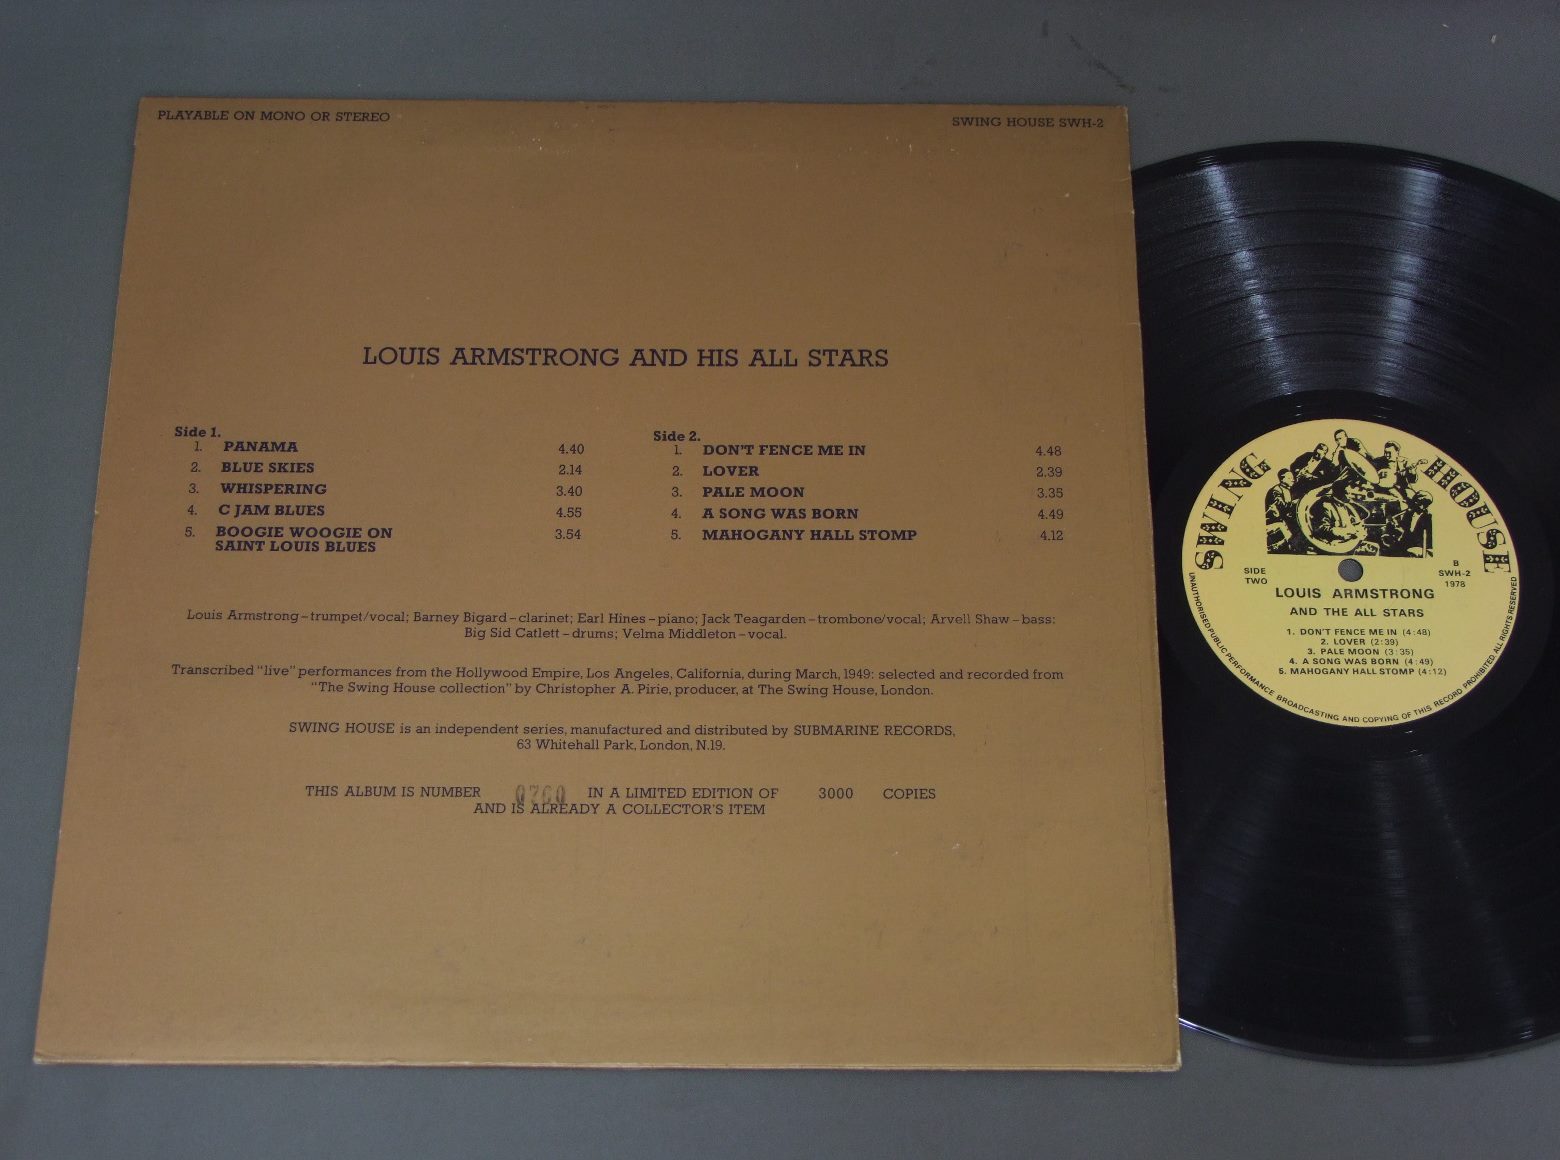 PLAYABLE ON MONO OR STEREO
SWING HOUSE SWH-2
LOUIS ARMSTRONG AND HIS ALL STARS
Side 1.
1. PANAMA 4.40
2. BLUE SKIES 2.14
3. WHISPERING 3.40
4. C JAM BLUES 4.55
5. BOOGIE WOOGIE ON
SAINT LOUIS BLUES 3.54
Side 2.
1. DON'T FENCE ME IN 4.48
2. LOVER 2.39
3. PALE MOON 3.35
4. A SONG WAS BORN 4.49
5. MAHOGANY HALL STOMP 4.12
Louis Armstrong – trumpet/vocal; Barney Bigard – clarinet; Earl Hines – piano; Jack Teagarden – trombone/vocal; Arvell Shaw – bass;
Big Sid Catlett – drums; Velma Middleton – vocal.
Transcribed "live" performances from the Hollywood Empire, Los Angeles, California, during March, 1949: selected and recorded from
"The Swing House collection" by Christopher A. Pirie, producer, at The Swing House, London.
SWING HOUSE is an independent series, manufactured and distributed by SUBMARINE RECORDS,
63 Whitehall Park, London, N.19.
THIS ALBUM IS NUMBER IN A LIMITED EDITION OF 3000 COPIES
AND IS ALREADY A COLLECTOR'S ITEM
SWING HOUSE
SIDE
TWO
B
SWH-2
1978
LOUIS ARMSTRONG
AND THE ALL STARS
1. DON'T FENCE ME IN (4:48)
2. LOVER (2:39)
3. PALE MOON (3:35)
4. A SONG WAS BORN (4:49)
5. MAHOGANY HALL STOMP (4:12)
UNAUTHORISED PUBLIC PERFORMANCE BROADCASTING AND COPYING OF THIS RECORD PROHIBITED. ALL RIGHTS RESERVED